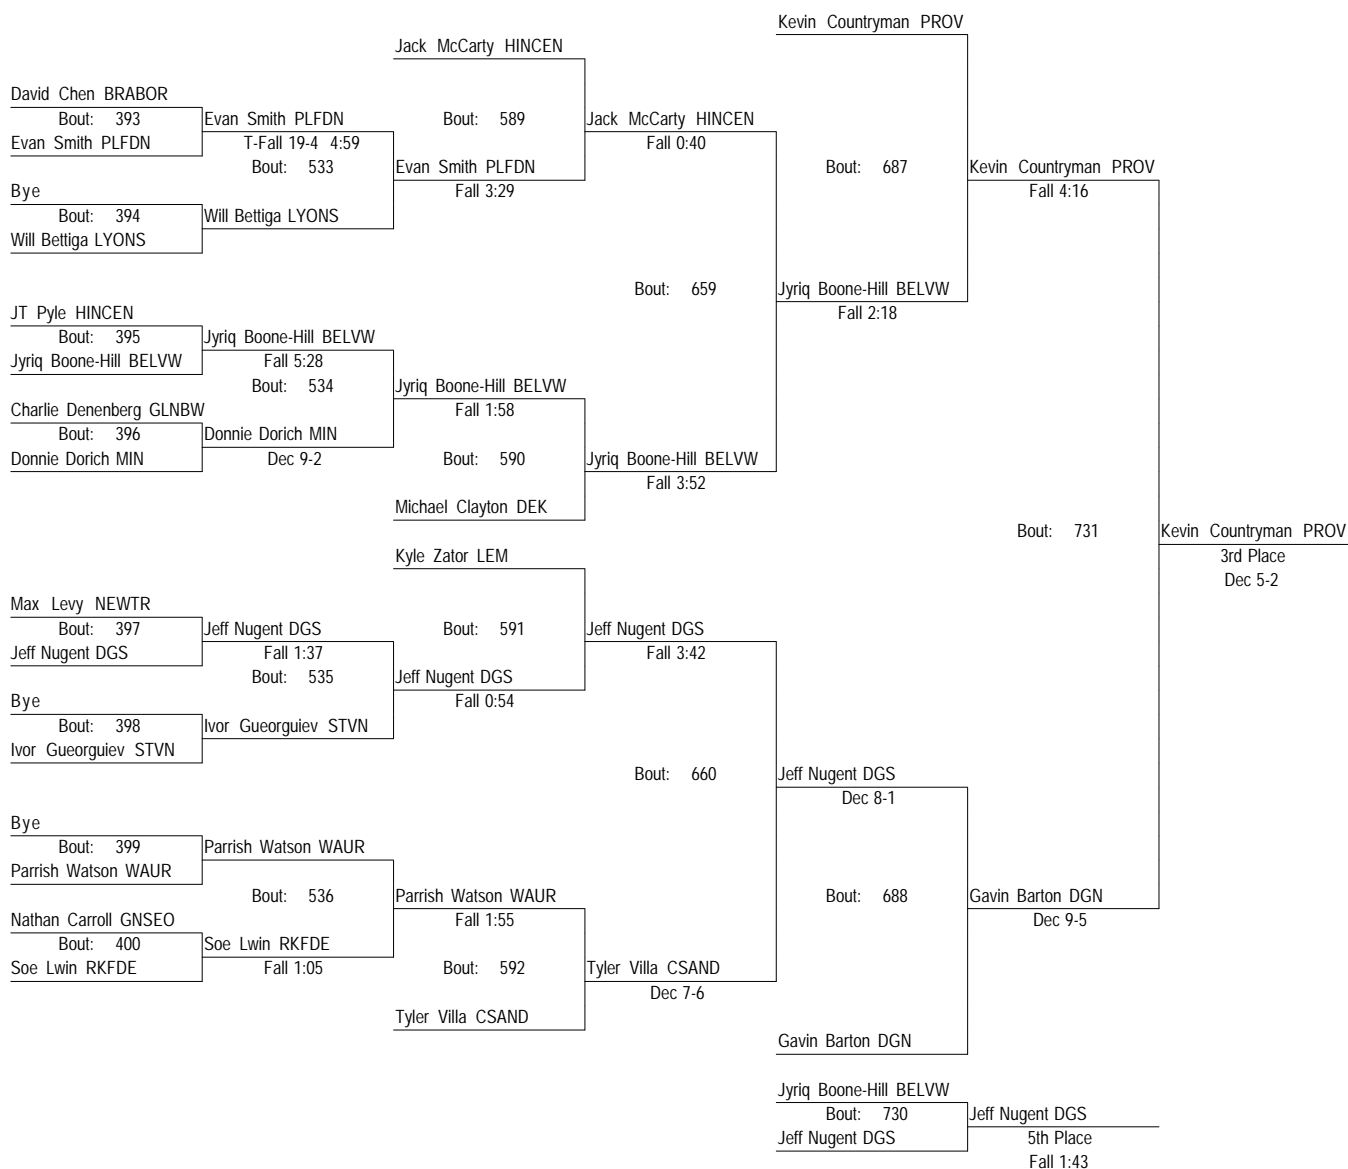 Kevin Countryman PROV
Jack McCarty HINCEN
David Chen BRABOR
Bout: 393
Evan Smith PLFDN
Evan Smith PLFDN
T-Fall 19-4 4:59
Bout: 533
Bye
Bout: 394
Will Bettiga LYONS
Will Bettiga LYONS
Bout: 589
Evan Smith PLFDN
Fall 3:29
Jack McCarty HINCEN
Fall 0:40
Bout: 687
Kevin Countryman PROV
Fall 4:16
Bout: 659
Jyriq Boone-Hill BELVW
Fall 2:18
JT Pyle HINCEN
Bout: 395
Jyriq Boone-Hill BELVW
Jyriq Boone-Hill BELVW
Fall 5:28
Bout: 534
Charlie Denenberg GLNBW
Bout: 396
Donnie Dorich MIN
Donnie Dorich MIN
Dec 9-2
Jyriq Boone-Hill BELVW
Fall 1:58
Bout: 590
Michael Clayton DEK
Jyriq Boone-Hill BELVW
Fall 3:52
Bout: 731
Kevin Countryman PROV
3rd Place
Dec 5-2
Kyle Zator LEM
Max Levy NEWTR
Bout: 397
Jeff Nugent DGS
Jeff Nugent DGS
Fall 1:37
Bout: 535
Bye
Bout: 398
Ivor Gueorguiev STVN
Ivor Gueorguiev STVN
Bout: 591
Jeff Nugent DGS
Fall 0:54
Jeff Nugent DGS
Fall 3:42
Bout: 660
Jeff Nugent DGS
Dec 8-1
Bye
Bout: 399
Parrish Watson WAUR
Parrish Watson WAUR
Bout: 536
Nathan Carroll GNSEO
Bout: 400
Soe Lwin RKFDE
Soe Lwin RKFDE
Fall 1:05
Parrish Watson WAUR
Fall 1:55
Bout: 592
Tyler Villa CSAND
Tyler Villa CSAND
Dec 7-6
Bout: 688
Gavin Barton DGN
Dec 9-5
Gavin Barton DGN
Jyriq Boone-Hill BELVW
Bout: 730
Jeff Nugent DGS
Jeff Nugent DGS
5th Place
Fall 1:43